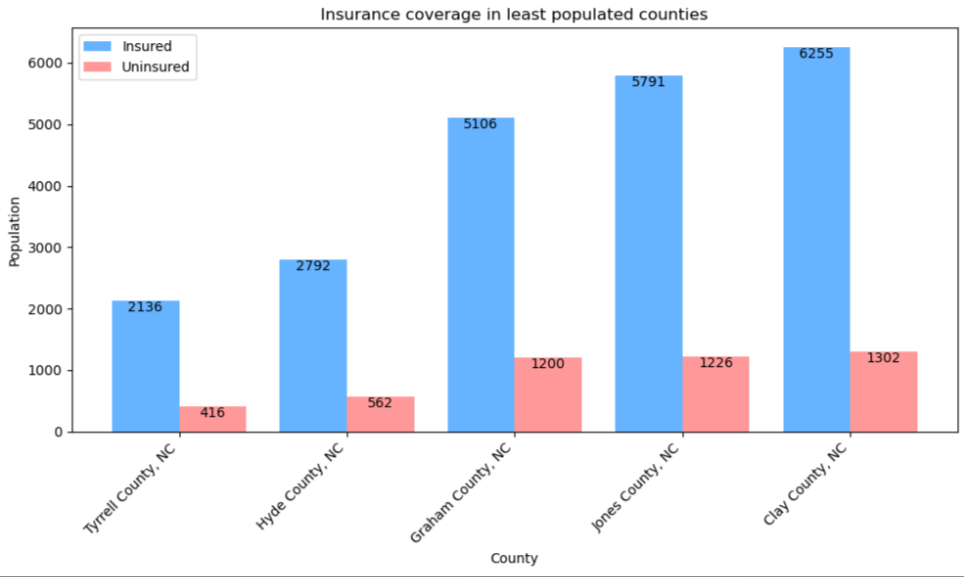 Insurance coverage in least populated counties
Insured
Uninsured
Population
6000
5000
4000
3000
2000
1000
0
2136
416
2792
562
5106
1200
5791
1226
6255
1302
Tyrrell County, NC
Hyde County, NC
Graham County, NC
Jones County, NC
Clay County, NC
County